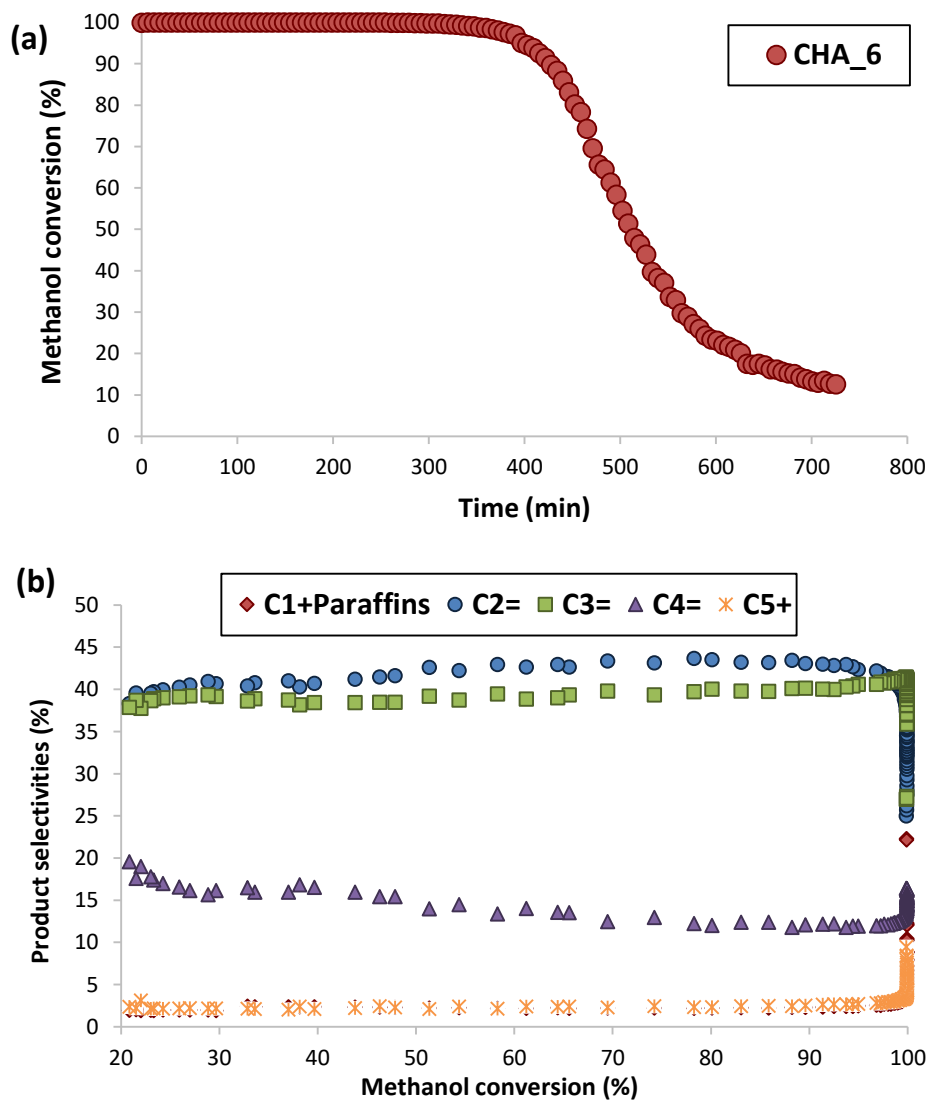 (a)
CHA_6
Methanol conversion (%)
100
90
80
70
60
50
40
30
20
10
0
0 100 200 300 400 500 600 700 800
Time (min)
(b)
C1+Paraffins C2= C3= C4= C5+
Product selectivities (%)
50
45
40
35
30
25
20
15
10
5
0
20 30 40 50 60 70 80 90 100
Methanol conversion (%)